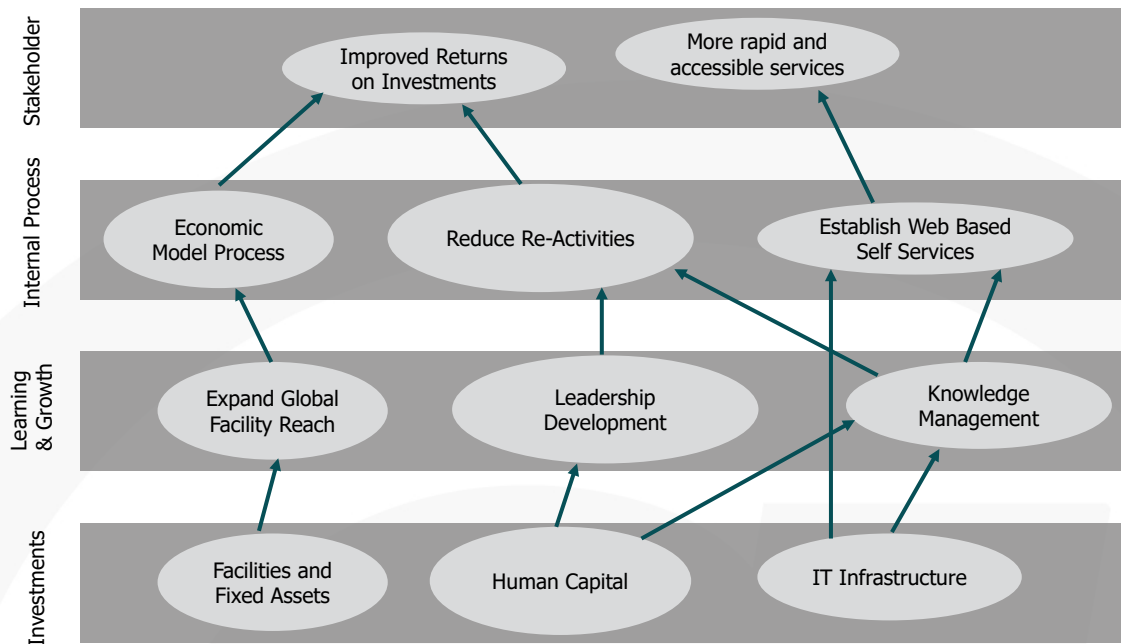 Stakeholder
Improved Returns
on Investments
More rapid and
accessible services
Internal Process
Economic
Model Process
Reduce Re-Activities
Establish Web Based
Self Services
Learning
& Growth
Expand Global
Facility Reach
Leadership
Development
Knowledge
Management
Investments
Facilities and
Fixed Assets
Human Capital
IT Infrastructure